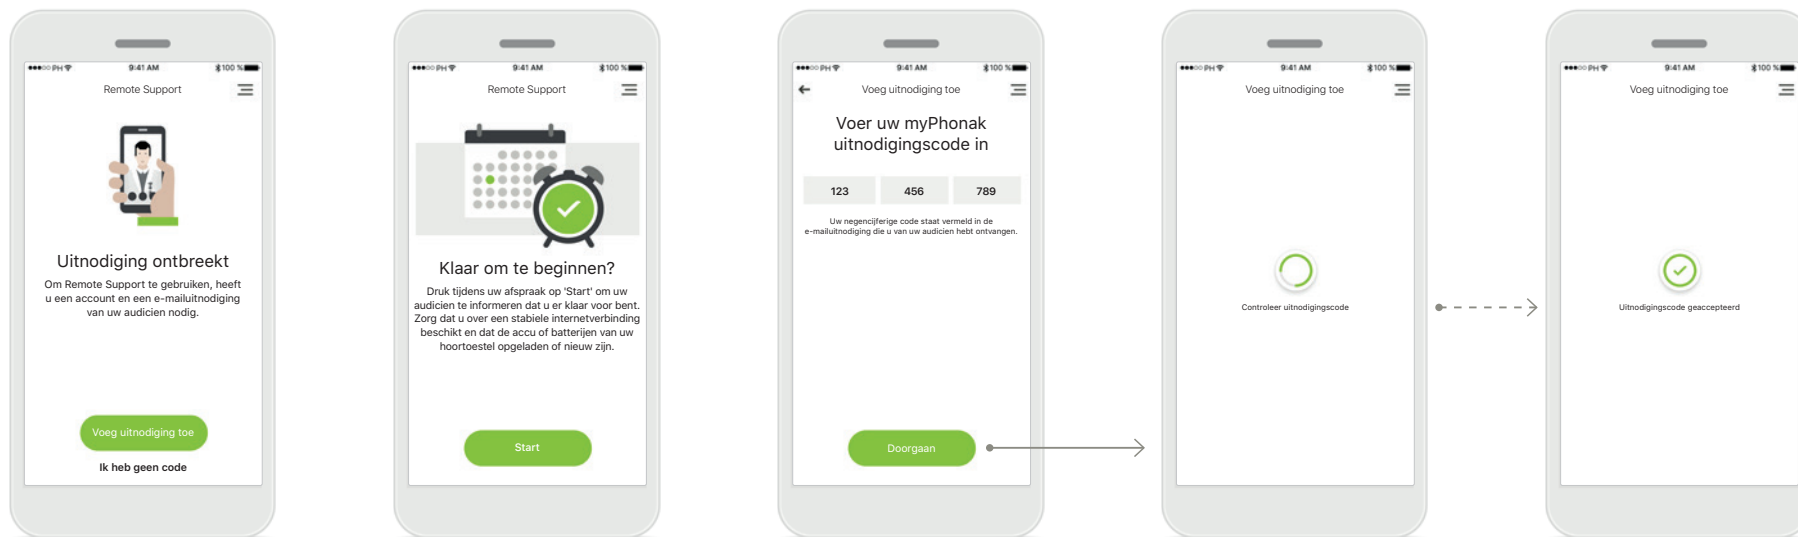 PH 9:41 AM 100 %
Remote Support
Uitnodiging ontbreekt
Om Remote Support te gebruiken, heeft
u een account en een e-mailuitnodiging
van uw audicien nodig.
Voeg uitnodiging toe
Ik heb geen code
PH 9:41 AM 100 %
Remote Support
Klaar om te beginnen?
Druk tijdens uw afspraak op 'Start' om uw
audicien te informeren dat u er klaar voor bent.
Zorg dat u over een stabiele internetverbinding
beschikt en dat de accu of batterijen van uw
hoortoestel opgeladen of nieuw zijn.
Start
PH 9:41 AM 100 %
Voeg uitnodiging toe
Voer uw myPhonak
uitnodigingscode in
123 456 789
Uw negencijferige code staat vermeld in de
e-mailuitnodiging die u van uw audicien hebt ontvangen.
Doorgaan
PH 9:41 AM 100 %
Voeg uitnodiging toe
Controleer uitnodigingscode
PH 9:41 AM 100 %
Voeg uitnodiging toe
Uitnodigingscode geaccepteerd